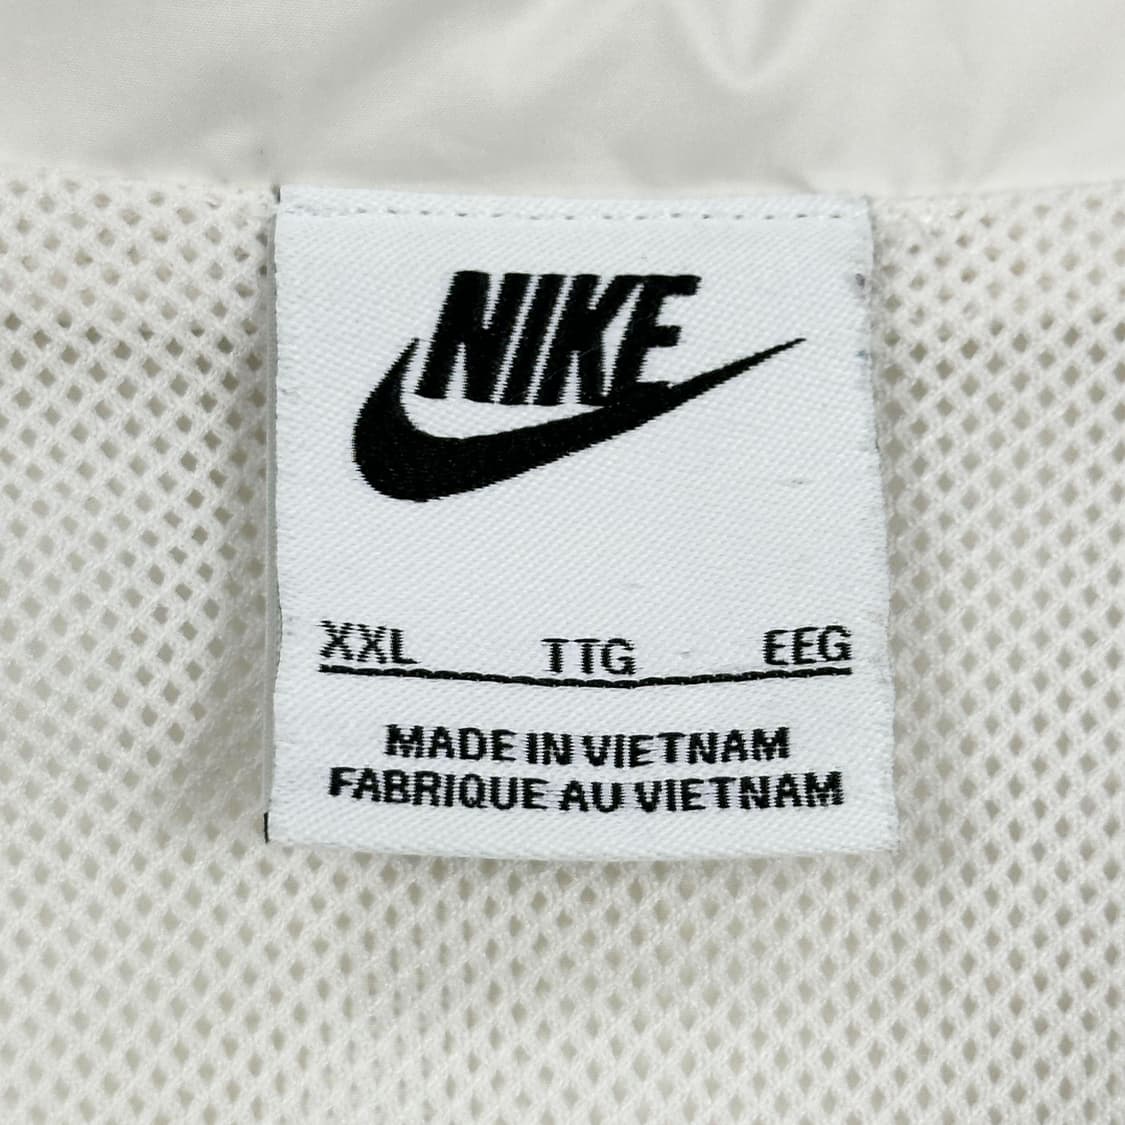 NIKE
XXL TTG EEG
MADE IN VIETNAM
FABRIQUE AU VIETNAM